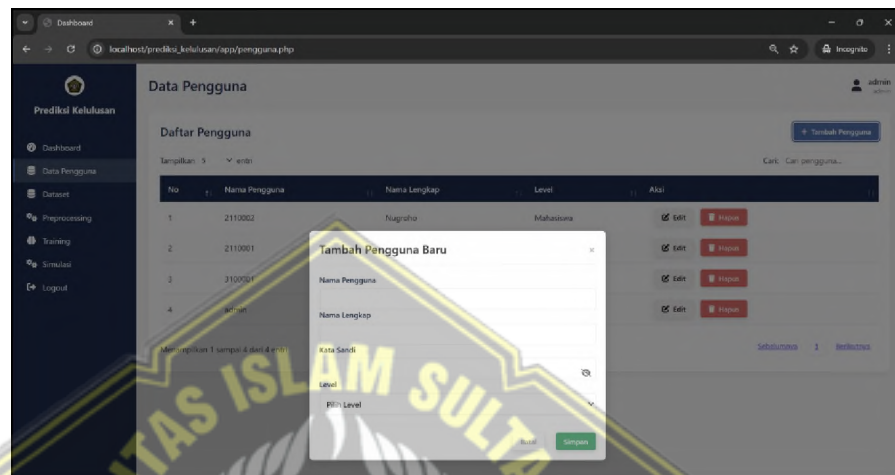 Dashboard
localhost/prediksi_kelulusan/app/pengguna.php
Incognito
Prediksi Kelulusan
Dashboard
Data Pengguna
Dataset
Preprocessing
Training
Simulasi
Logout
Data Pengguna
admin
admin
Daftar Pengguna
+ Tambah Pengguna
Tampilkan 5 entri
Cari: Cari pengguna...
No Nama Pengguna Nama Lengkap Level Aksi
1 2110002 Nugroho Mahasiswa Edit Hapus
2 2110001 Edit Hapus
3 3100001 Edit Hapus
4 admin Edit Hapus
Menampilkan 1 sampai 4 dari 4 entri
Sebelumnya 1 Berikutnya
Tambah Pengguna Baru ×
Nama Pengguna
Nama Lengkap
Kata Sandi
Level
Pilih Level
Batal Simpan
ISLAM SUL